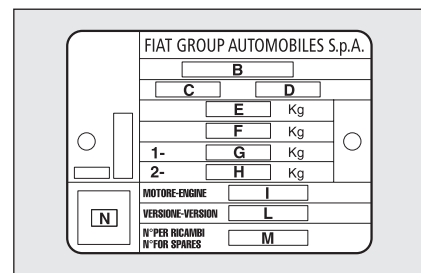 FIAT GROUP AUTOMOBILES S.p.A.
B
C D
E Kg
F Kg
1- G Kg
2- H Kg
MOTORE-ENGINE I
VERSIONE-VERSION L
N°PER RICAMBI
N°FOR SPARES M
N